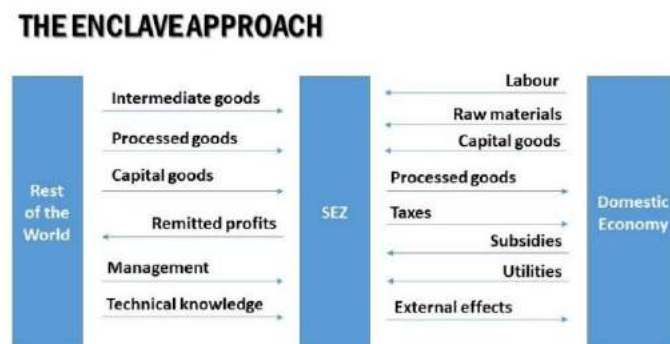 THE ENCLAVE APPROACH
Rest
of the
World
Intermediate goods
Processed goods
Capital goods
Remitted profits
Management
Technical knowledge
SEZ
Labour
Raw materials
Capital goods
Processed goods
Taxes
Subsidies
Utilities
External effects
Domestic
Economy